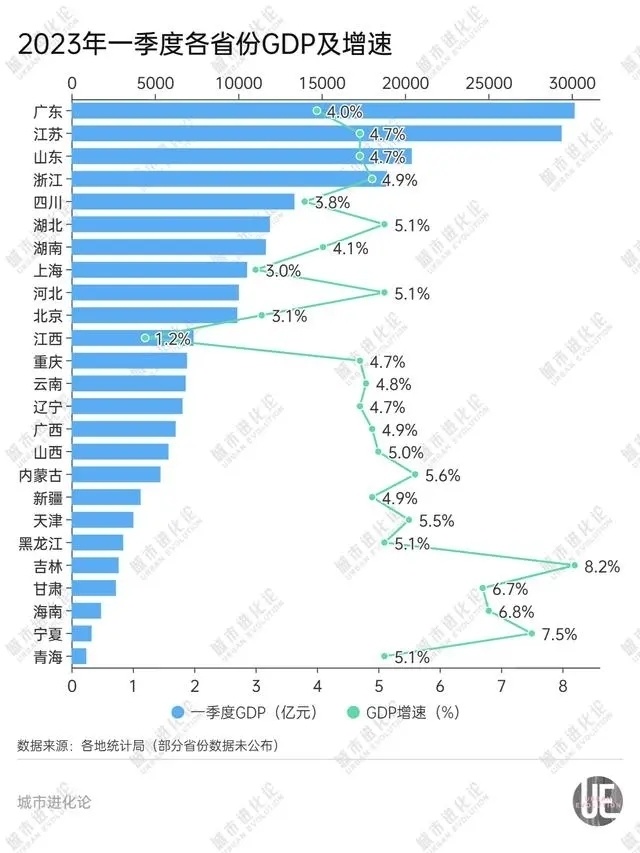 2023年一季度各省份GDP及增速
0 5000 10000 15000 20000 25000 30000
广东 4.0%
江苏 4.7%
山东 4.7%
浙江 4.9%
四川 3.8%
湖北 5.1%
湖南 4.1%
上海 3.0%
河北 5.1%
北京 3.1%
江西 1.2%
重庆 4.7%
云南 4.8%
辽宁 4.7%
广西 4.9%
山西 5.0%
内蒙古 5.6%
新疆 4.9%
天津 5.5%
黑龙江 5.1%
吉林 8.2%
甘肃 6.7%
海南 6.8%
宁夏 7.5%
青海 5.1%
0 1 2 3 4 5 6 7 8
一季度GDP（亿元） GDP增速（%）
数据来源：各地统计局（部分省份数据未公布）
城市进化论
UE
URBAN EVOLUTION